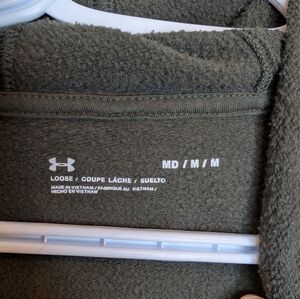 MD / M / M
LOOSE / COUPE LÂCHE / SUELTO
MADE IN VIETNAM / FABRIQUÉ AU VIETNAM /
HECHO EN VIETNAM